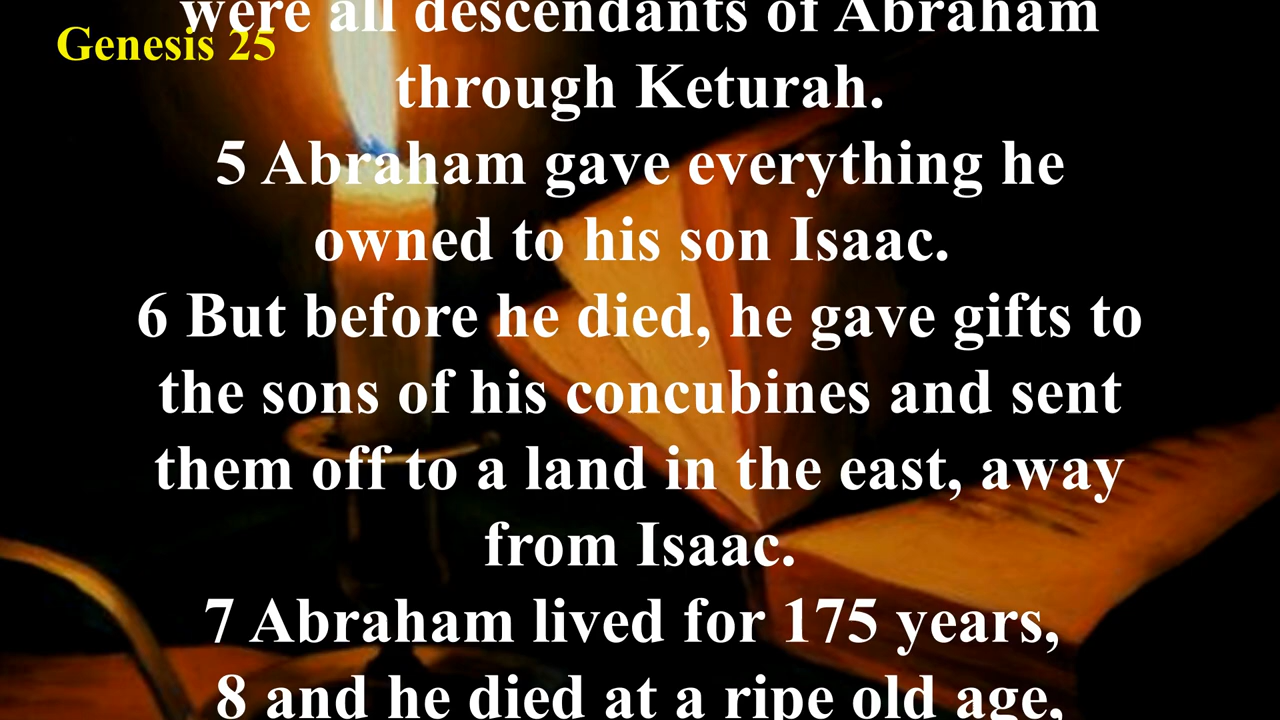 were all descendants of Abraham
Genesis 25
through Keturah.
5 Abraham gave everything he
owned to his son Isaac.
6 But before he died, he gave gifts to
the sons of his concubines and sent
them off to a land in the east, away
from Isaac.
7 Abraham lived for 175 years,
8 and he died at a ripe old age,